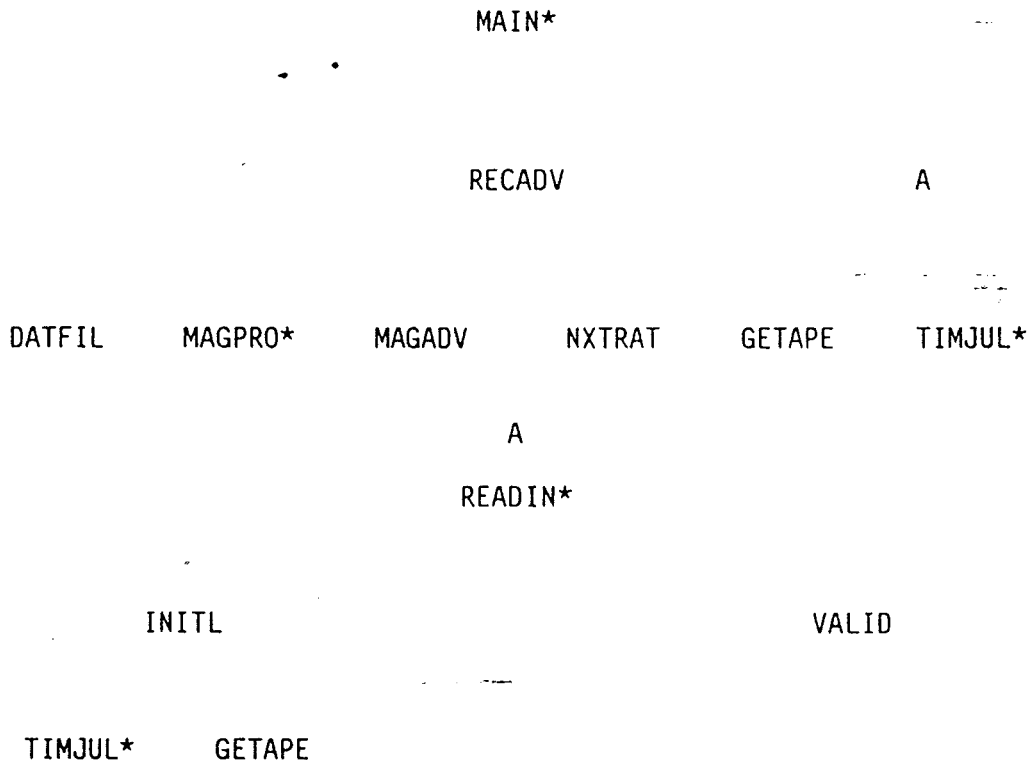 MAIN*
RECADV A
DATFIL MAGPRO* MAGADV NXTRAT GETAPE TIMJUL*
A
READIN*
INITL VALID
TIMJUL* GETAPE